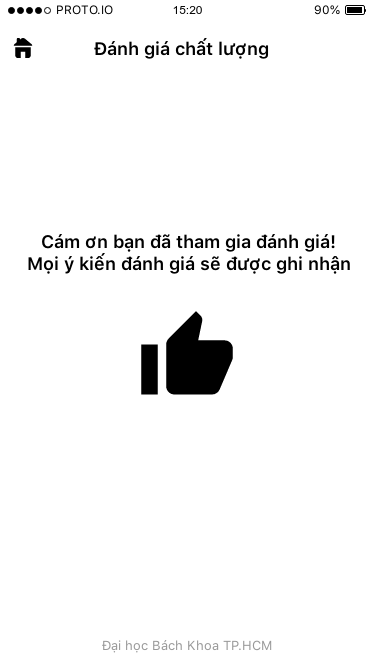 PROTO.IO 15:20 90%
Đánh giá chất lượng
Cám ơn bạn đã tham gia đánh giá!
Mọi ý kiến đánh giá sẽ được ghi nhận
Đại học Bách Khoa TP.HCM